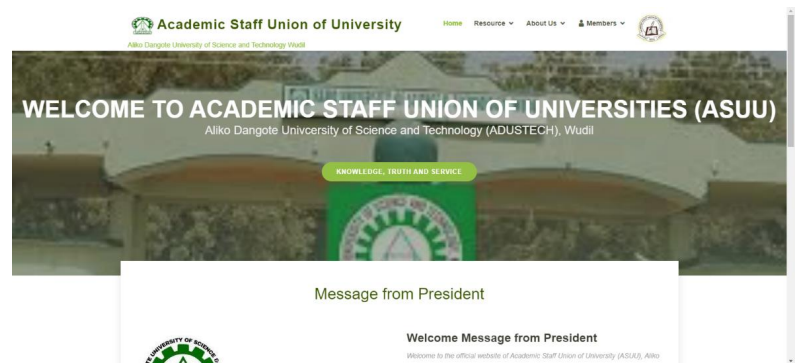 Academic Staff Union of University
Home Resource About Us Members
Aliko Dangote University of Science and Technology Wudil
WELCOME TO ACADEMIC STAFF UNION OF UNIVERSITIES (ASUU)
Aliko Dangote Univcersity of Science and Technology (ADUSTECH), Wudil
KNOWLEDGE, TRUTH AND SERVICE
Message from President
UNIVERSITY OF SCIENCE
Welcome Message from President
Welcome to the official website of Academic Staff Union of University (ASUU), Aliko